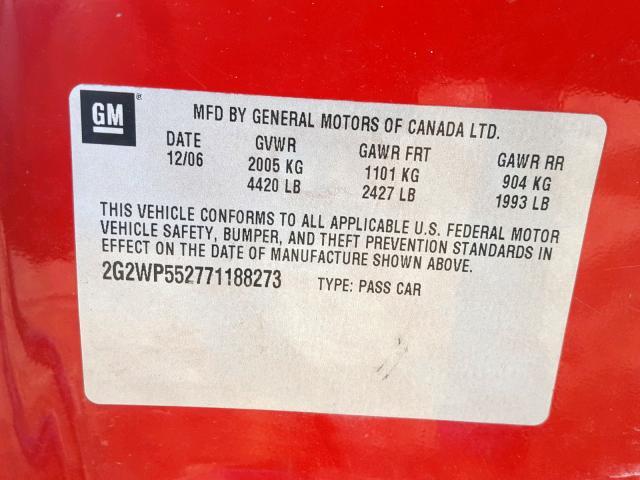 GM ®
MFD BY GENERAL MOTORS OF CANADA LTD.
DATE GVWR GAWR FRT GAWR RR
12/06 2005 KG 1101 KG 904 KG
4420 LB 2427 LB 1993 LB
THIS VEHICLE CONFORMS TO ALL APPLICABLE U.S. FEDERAL MOTOR
VEHICLE SAFETY, BUMPER, AND THEFT PREVENTION STANDARDS IN
EFFECT ON THE DATE OF MANUFACTURE SHOWN ABOVE.
2G2WP552771188273 TYPE: PASS CAR